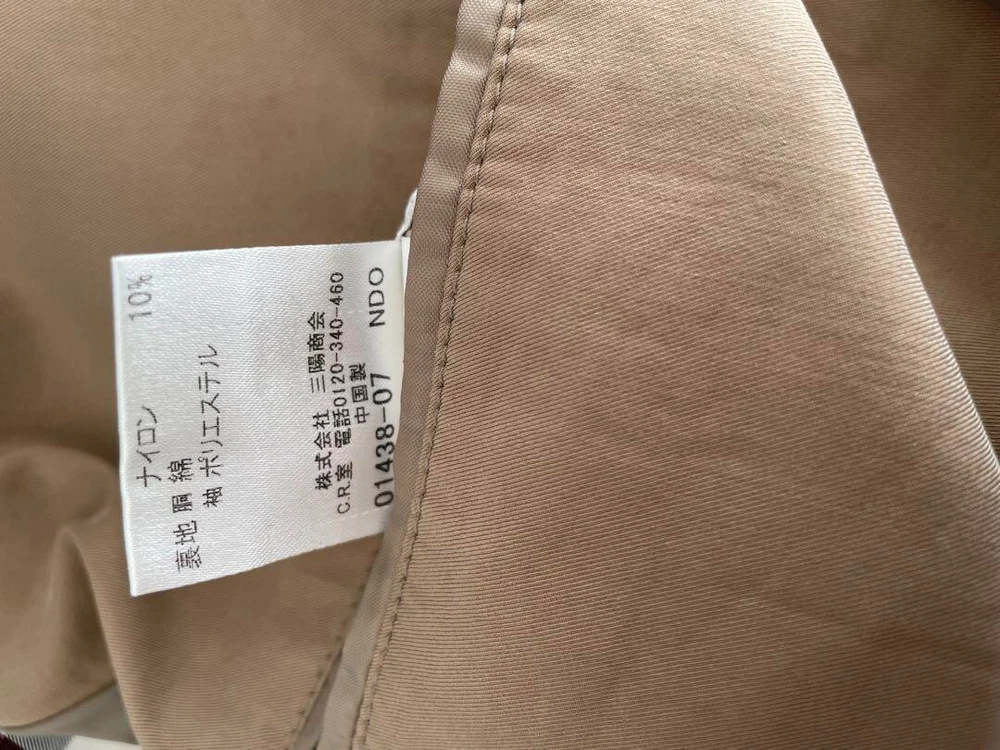 ナイロン 10%
裏地 胴 綿
袖 ポリエステル
株式会社 三陽商会
C.R.室 電話0120-340-460
中国製
01438-07 NDO